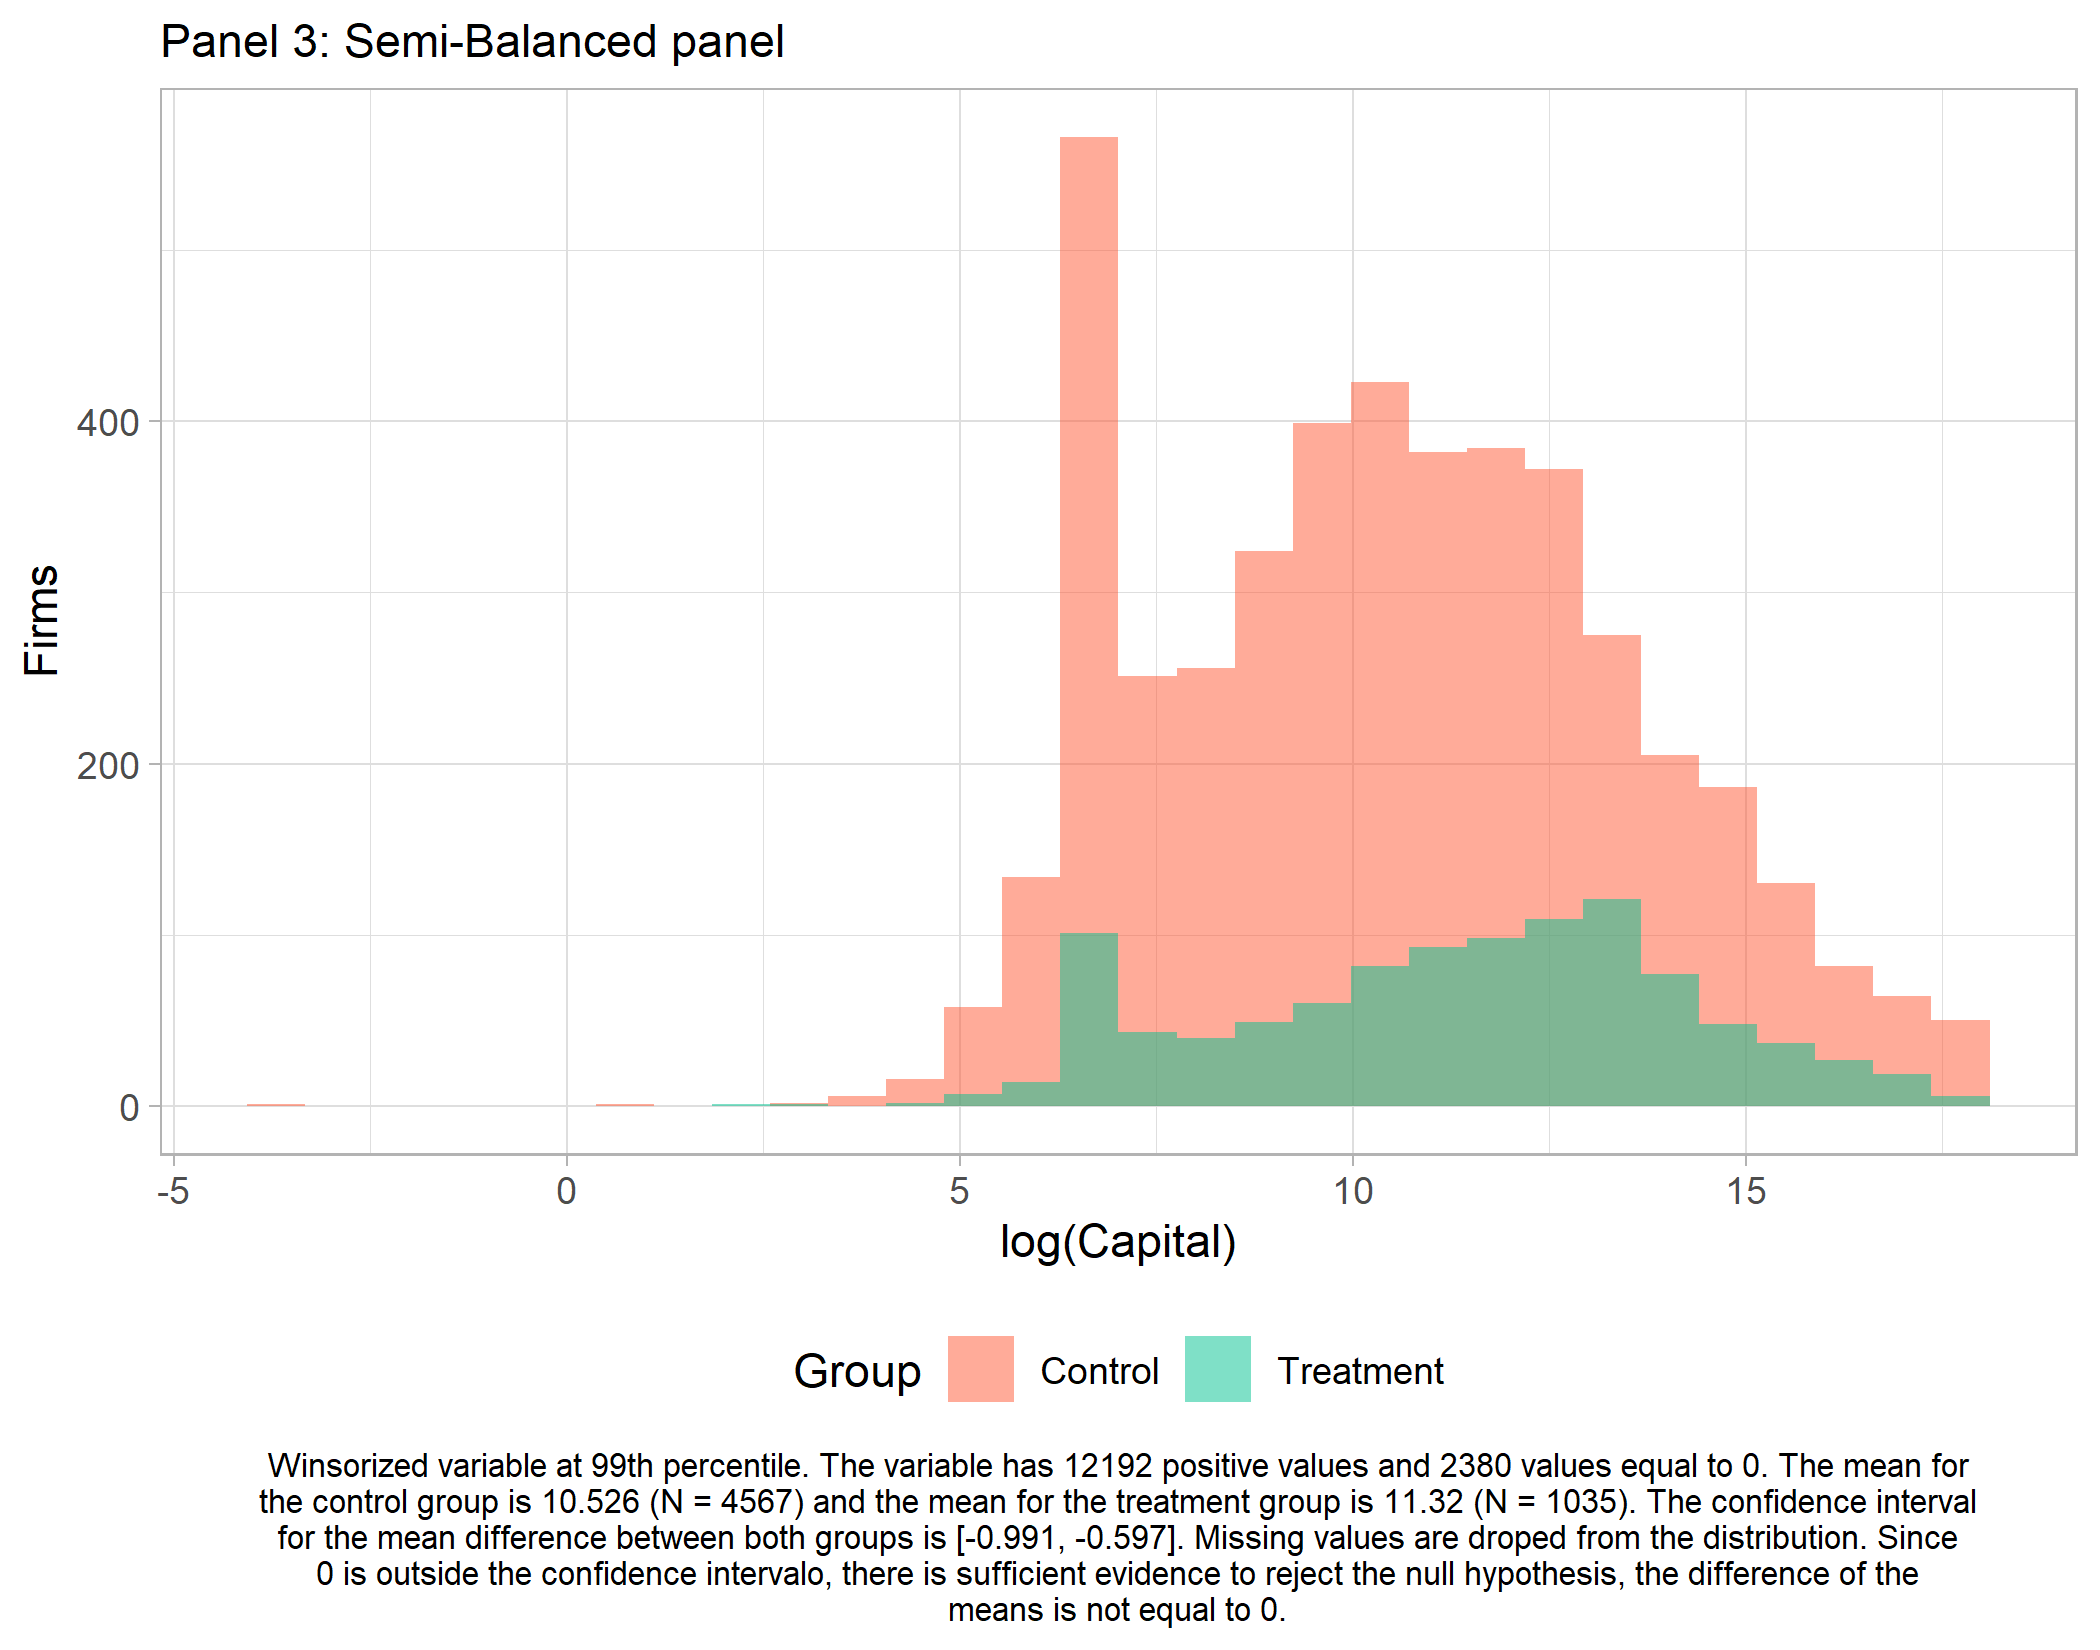 Panel 3: Semi-Balanced panel
Firms
400
200
0
-5
0
5
10
15
log(Capital)
Group
Control
Treatment
Winsorized variable at 99th percentile. The variable has 12192 positive values and 2380 values equal to 0. The mean for
the control group is 10.526 (N = 4567) and the mean for the treatment group is 11.32 (N = 1035). The confidence interval
for the mean difference between both groups is [-0.991, -0.597]. Missing values are droped from the distribution. Since
0 is outside the confidence intervalo, there is sufficient evidence to reject the null hypothesis, the difference of the
means is not equal to 0.